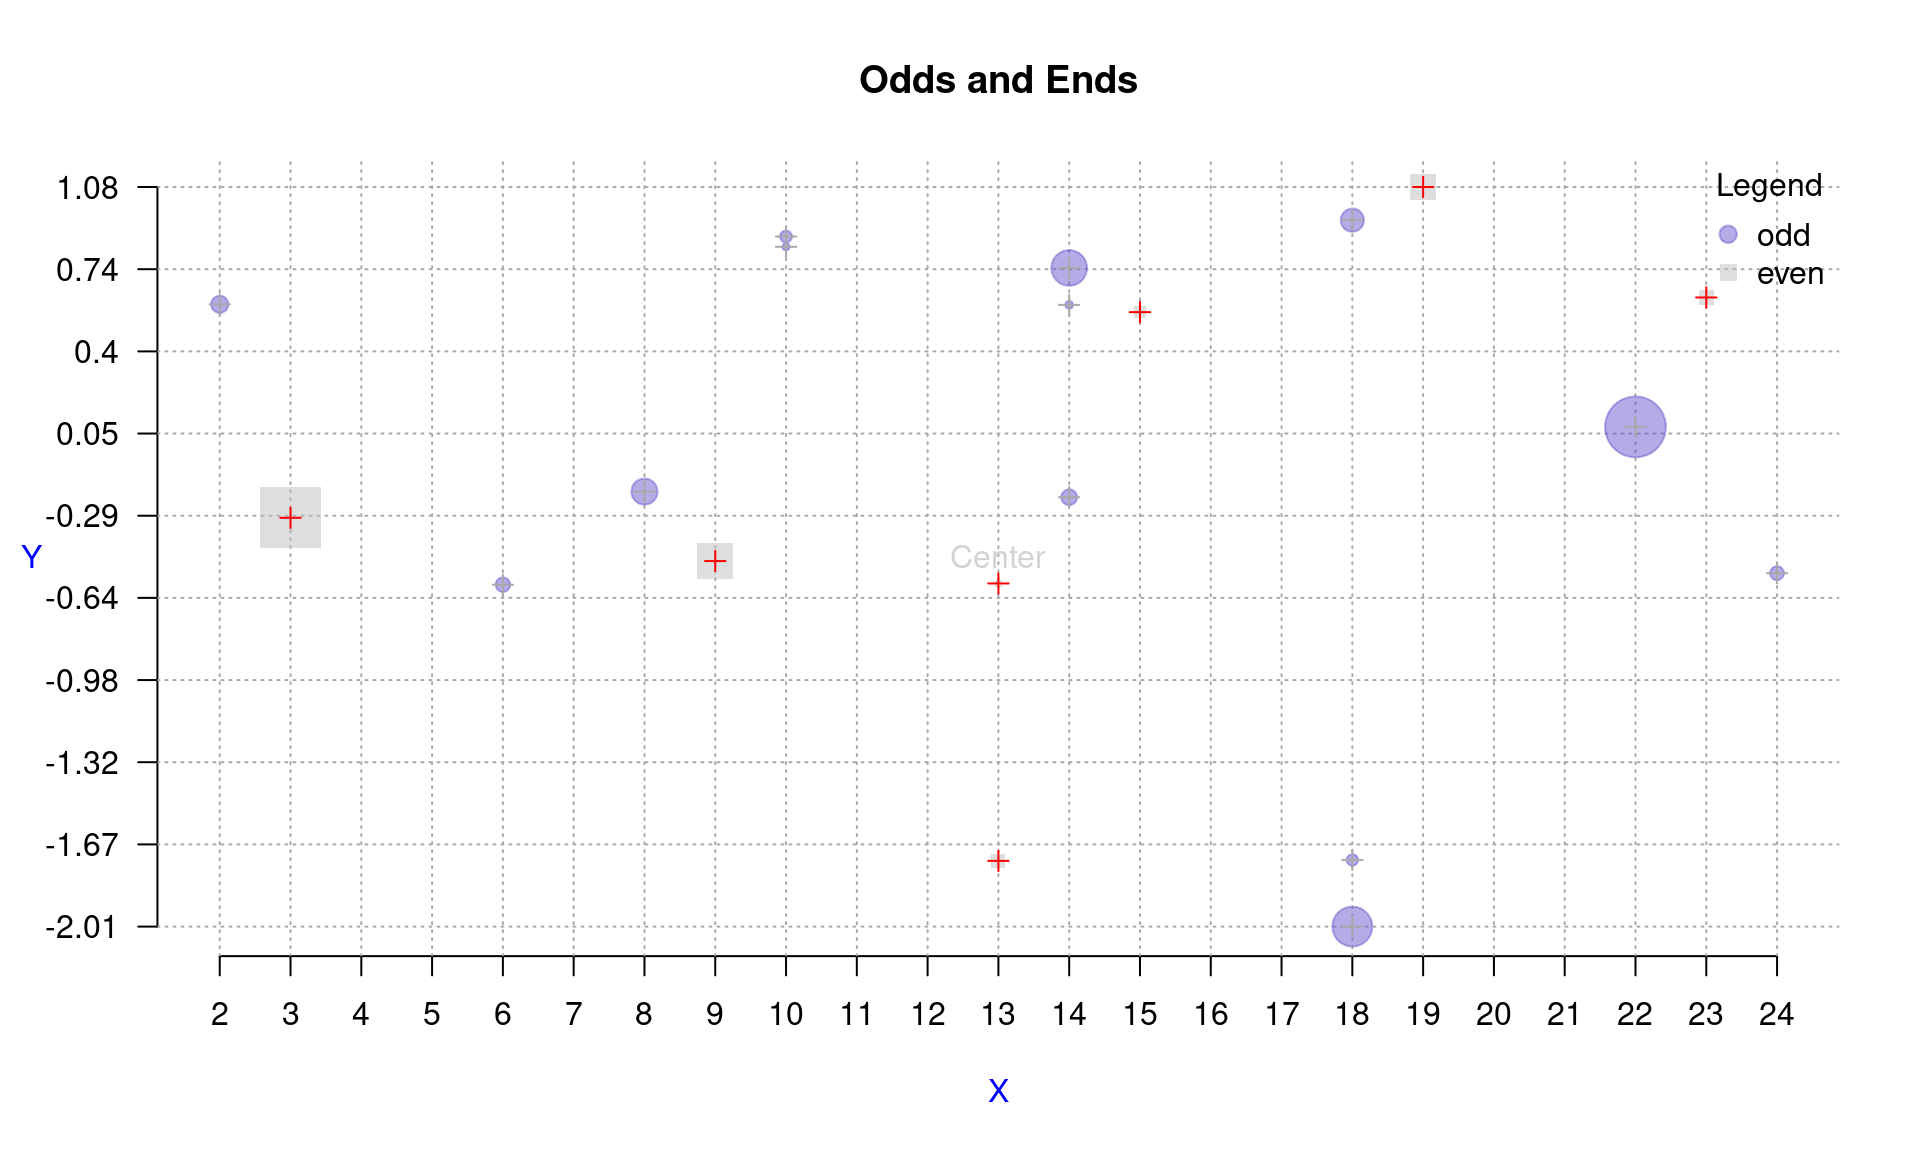 Odds and Ends
1.08
0.74
0.4
0.05
-0.29
-0.64
-0.98
-1.32
-1.67
-2.01
Y
Legend
odd
even
Center
2 3 4 5 6 7 8 9 10 11 12 13 14 15 16 17 18 19 20 21 22 23 24
X